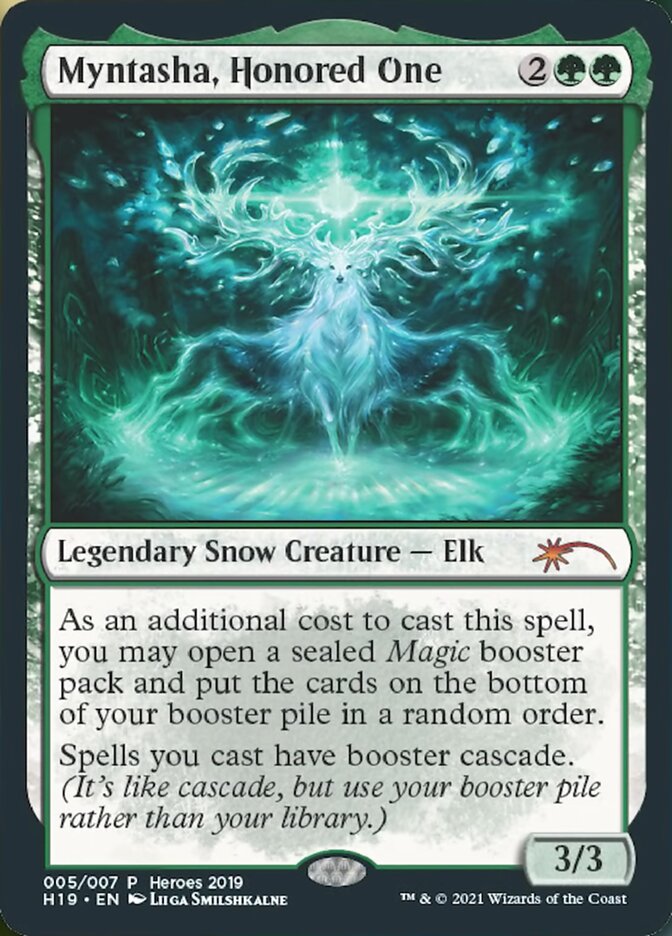 Myntasha, Honored One 2
Legendary Snow Creature — Elk
As an additional cost to cast this spell,
you may open a sealed Magic booster
pack and put the cards on the bottom
of your booster pile in a random order.
Spells you cast have booster cascade.
(It's like cascade, but use your booster pile
rather than your library.)
3/3
005/007 P Heroes 2019
H19 • EN Liiga Smilshkalne
™ & © 2021 Wizards of the Coast